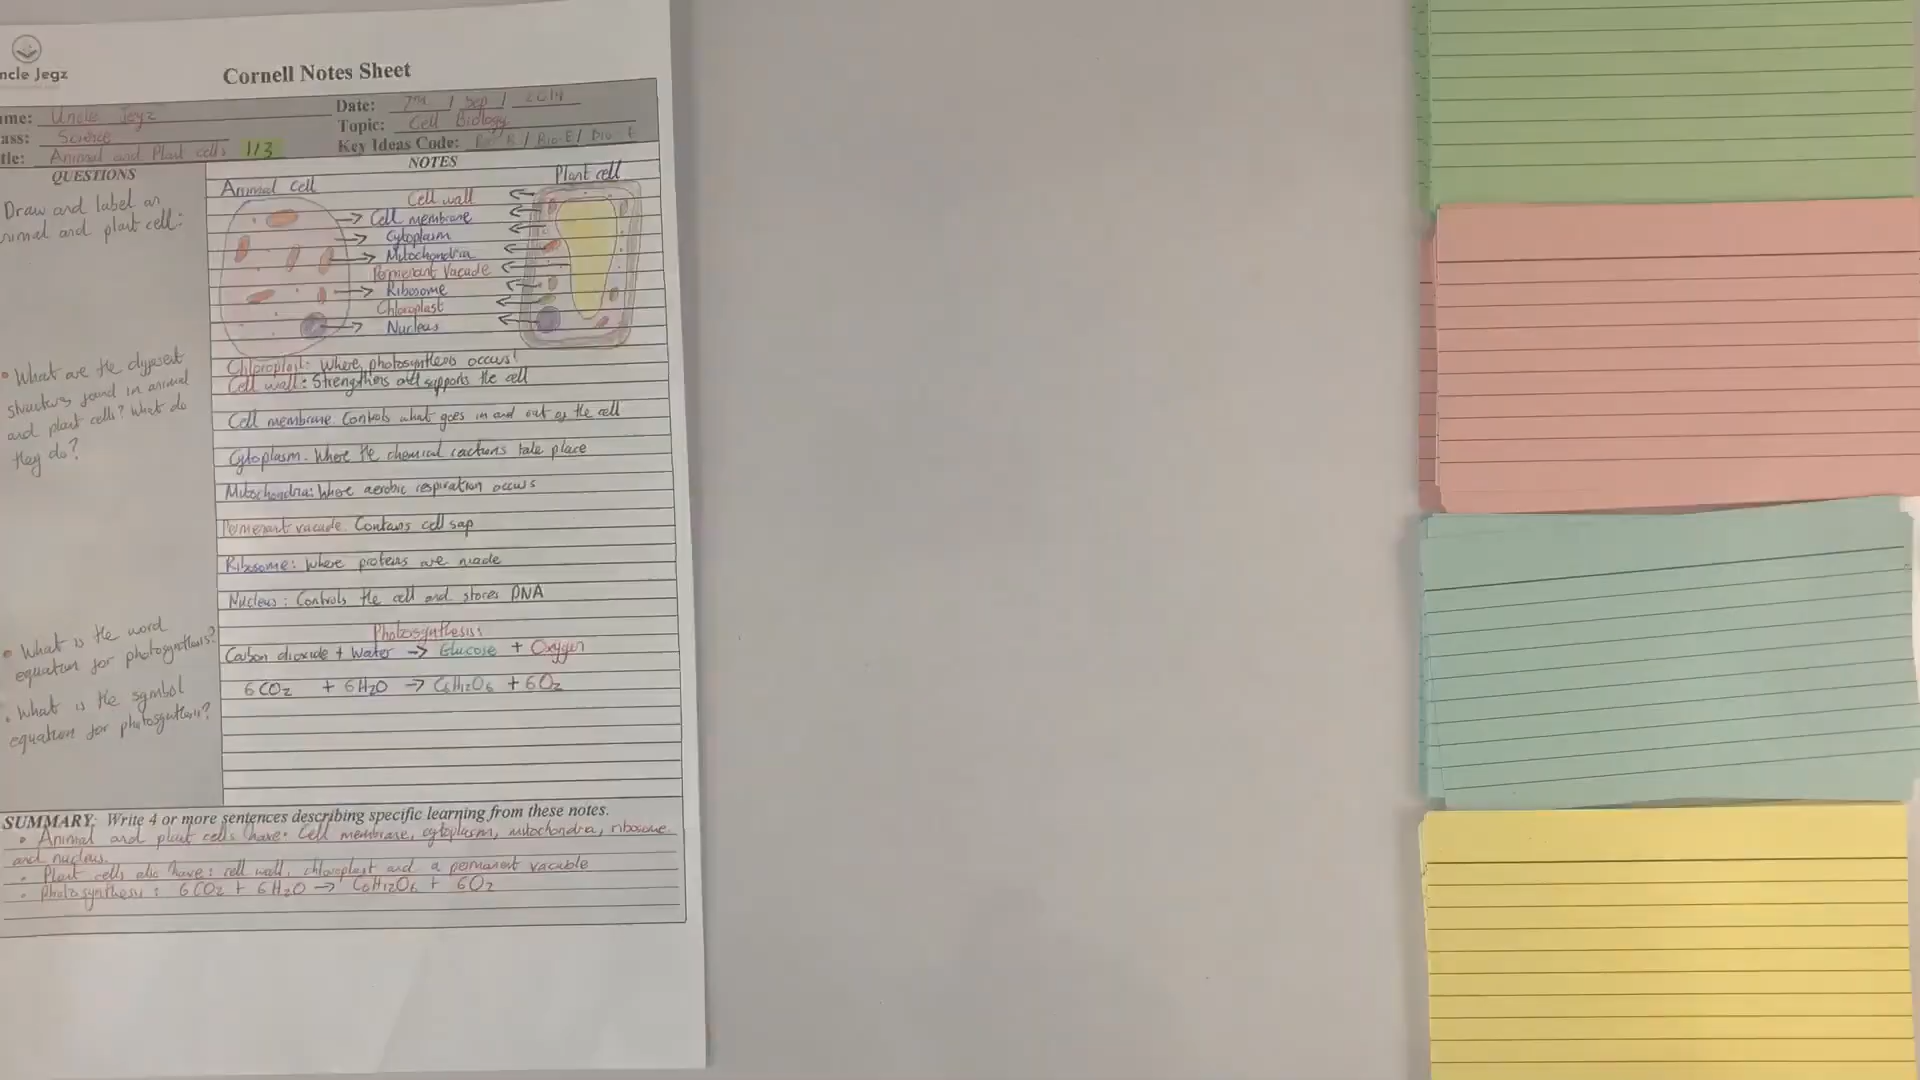 ncle Jegz
Cornell Notes Sheet
ame: Uncle Jegz
Date: 7th / Sep / 2019
ass: Science
Topic: Cell Biology
tle: Animal and Plant cells 1/3
Key Ideas Code: / Bio-E / Bio-E
QUESTIONS
NOTES
Draw and label an
nimal and plant cell:
Animal Cell
Plant cell
Cell wall
Cell membrane
Cytoplasm
Mitochondria
Permenant Vacuole
Ribosome
Chloroplast
Nucleus
• What are the different
structures found in animal
and plant cells? What do
they do?
Chloroplast: Where photosynthesis occurs!
Cell wall: Strengthens and supports the cell
Cell membrane. Controls what goes in and out of the cell
Cytoplasm. Where the chemical reactions take place
Mitochondria: Where aerobic respiration occurs
Permenant vacuole. Contains cell sap
Ribosome: Where proteins are made
Nucleus: Controls the cell and stores DNA
• What is the word
equation for photosynthesis?
• What is the symbol
equation for photosynthesis?
Photosynthesis:
Carbon dioxide + Water → Glucose + Oxygen
6CO2 + 6H2O → C6H12O6 + 6O2
SUMMARY: Write 4 or more sentences describing specific learning from these notes.
• Animal and plant cells have: Cell membrane, cytoplasm, mitochondria, ribosome
and nucleus.
• Plant cells also have: cell wall, chloroplast and a permanent vacuole
• Photosynthesis: 6CO2 + 6H2O → C6H12O6 + 6O2